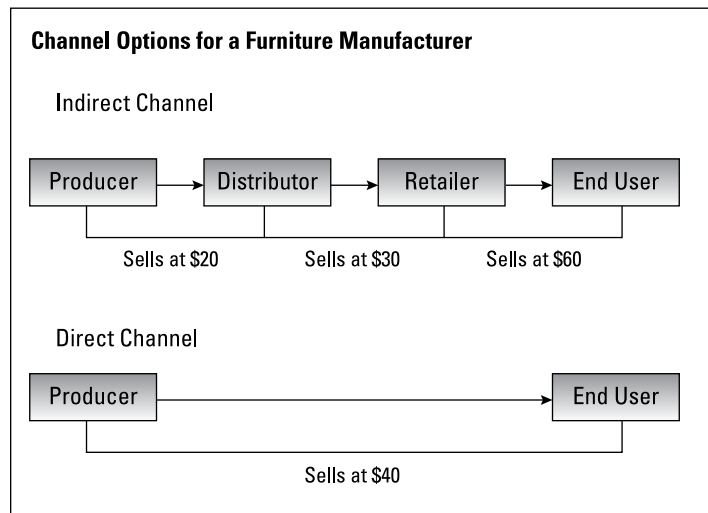 Channel Options for a Furniture Manufacturer
Indirect Channel
Producer Distributor Retailer End User
Sells at $20 Sells at $30 Sells at $60
Direct Channel
Producer End User
Sells at $40